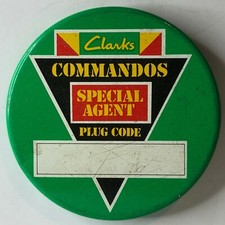 Clarks
COMMANDOS
SPECIAL
AGENT
PLUG CODE